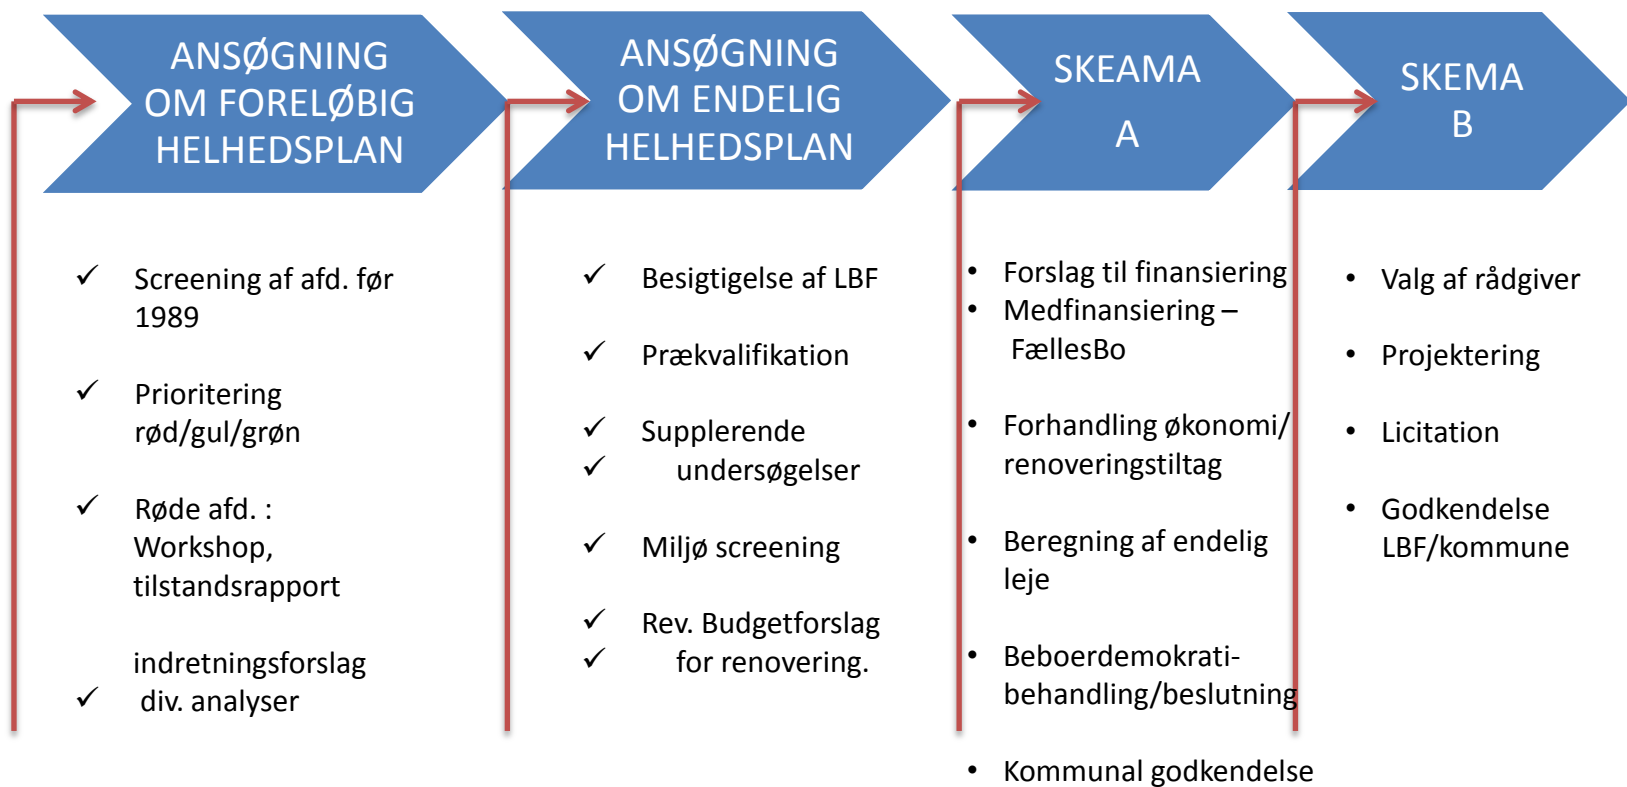 ANSØGNING
OM FORELØBIG
HELHEDSPLAN
✓ Screening af afd. før
1989
✓ Prioritering
rød/gul/grøn
✓ Røde afd. :
Workshop,
tilstandsrapport
indretningsforslag
✓ div. analyser
ANSØGNING
OM ENDELIG
HELHEDSPLAN
✓ Besigtigelse af LBF
✓ Prækvalifikation
✓ Supplerende
✓ undersøgelser
✓ Miljø screening
✓ Rev. Budgetforslag
✓ for renovering.
SKEAMA
A
• Forslag til finansiering
• Medfinansiering –
FællesBo
• Forhandling økonomi/
renoveringstiltag
• Beregning af endelig
leje
• Beboerdemokrati-
behandling/beslutning
• Kommunal godkendelse
SKEMA
B
• Valg af rådgiver
• Projektering
• Licitation
• Godkendelse
LBF/kommune